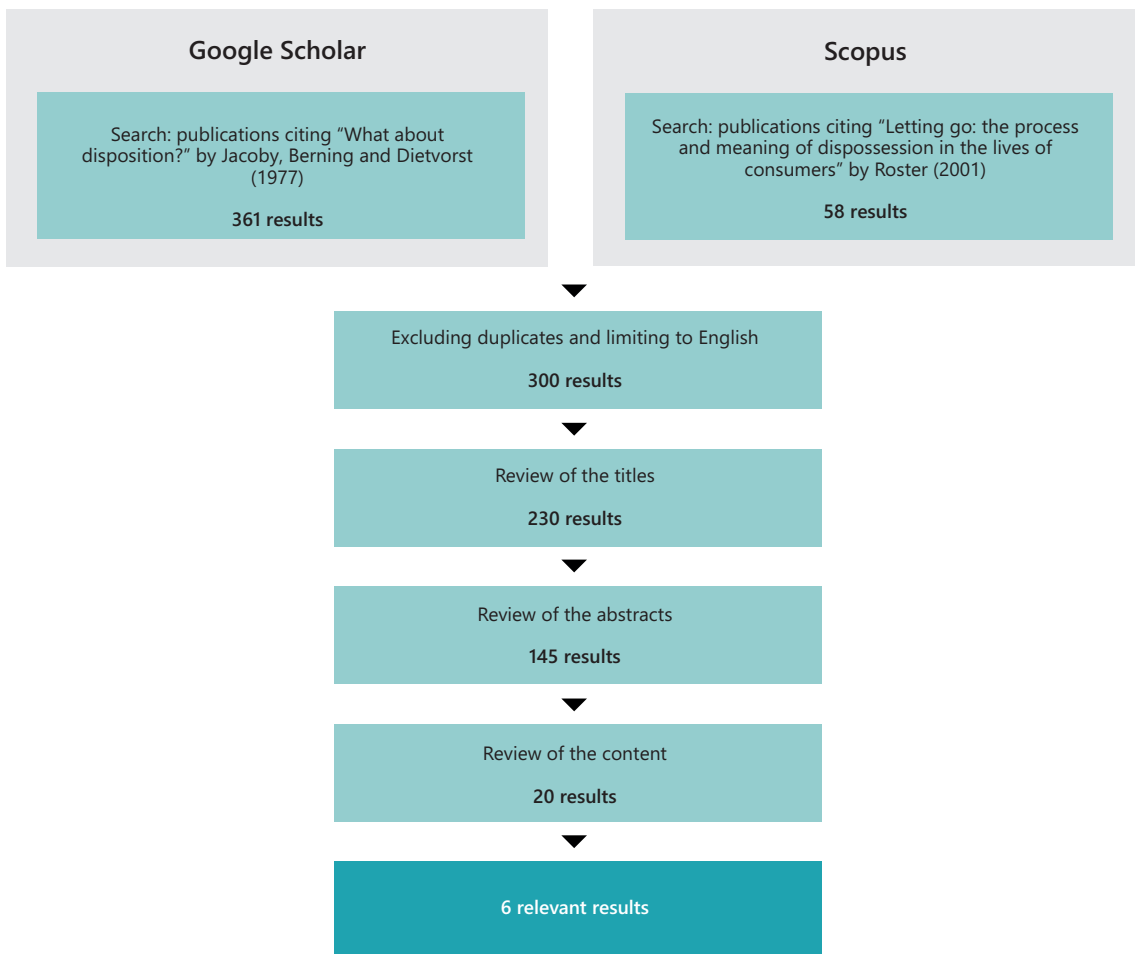 Google Scholar
Search: publications citing “What about
disposition?” by Jacoby, Berning and Dietvorst
(1977)
361 results
Scopus
Search: publications citing “Letting go: the process
and meaning of dispossession in the lives of
consumers” by Roster (2001)
58 results
Excluding duplicates and limiting to English
300 results
Review of the titles
230 results
Review of the abstracts
145 results
Review of the content
20 results
6 relevant results